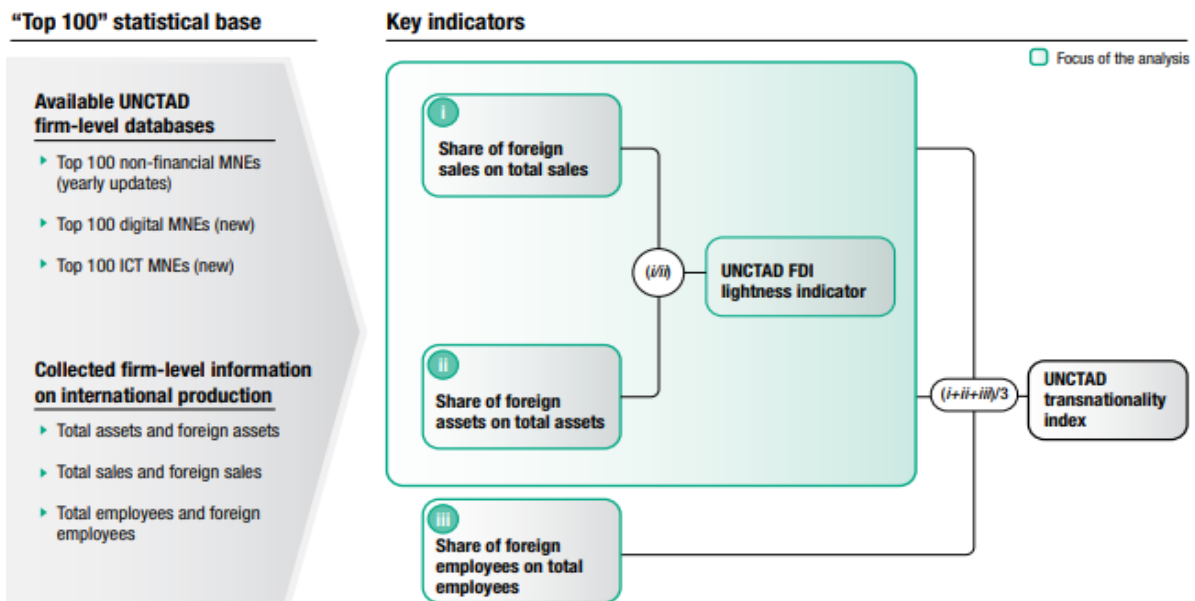 “Top 100” statistical base
Key indicators
Focus of the analysis
Available UNCTAD
firm-level databases
Top 100 non-financial MNEs
(yearly updates)
Top 100 digital MNEs (new)
Top 100 ICT MNEs (new)
Collected firm-level information
on international production
Total assets and foreign assets
Total sales and foreign sales
Total employees and foreign
employees
i
Share of foreign
sales on total sales
(i/ii)
UNCTAD FDI
lightness indicator
ii
Share of foreign
assets on total assets
(i+ii+iii)/3
UNCTAD
transnationality
index
iii
Share of foreign
employees on total
employees